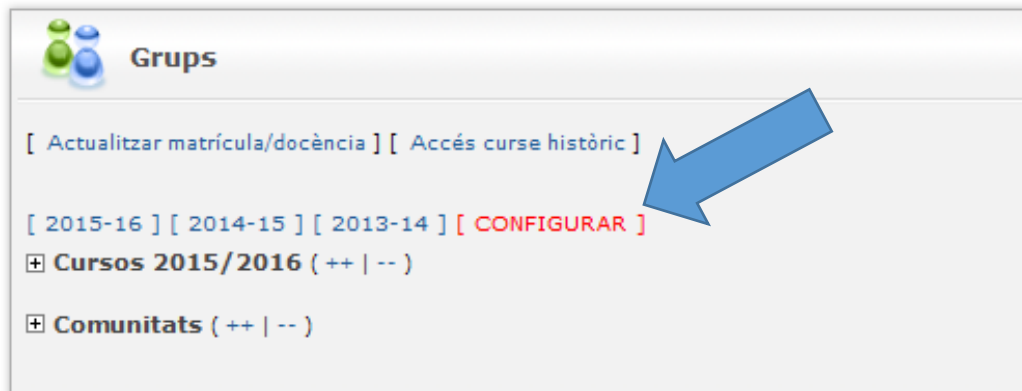 Grups
[ Actualitzar matrícula/docència ] [ Accés curse històric ]
[ 2015-16 ] [ 2014-15 ] [ 2013-14 ] [ CONFIGURAR ]
Cursos 2015/2016 ( ++ | -- )
Comunitats ( ++ | -- )